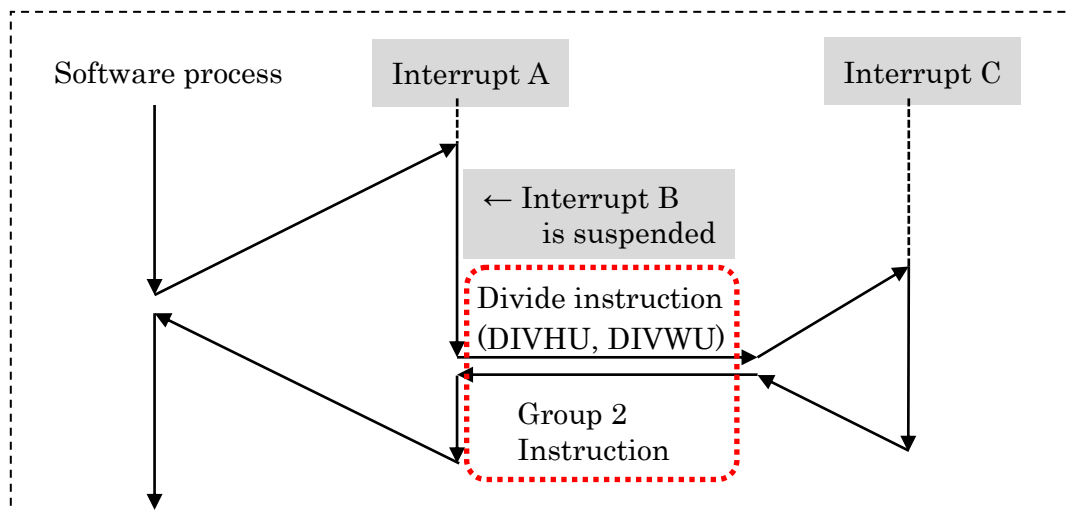 Software process
Interrupt A
Interrupt C
← Interrupt B
is suspended
Divide instruction
(DIVHU, DIVWU)
Group 2
Instruction